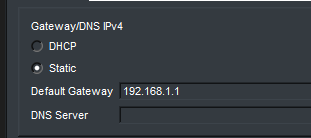 Gateway/DNS IPv4
DHCP
Static
Default Gateway 192.168.1.1
DNS Server